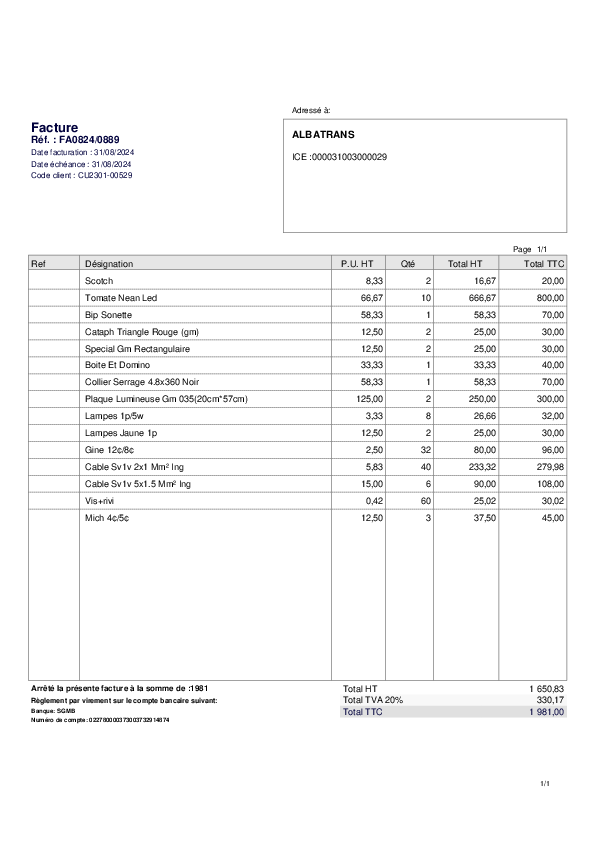 Adressé à:
Facture
Réf. : FA0824/0889
Date facturation : 31/08/2024
Date échéance : 31/08/2024
Code client : CU2301-00529
ALBATRANS
ICE :000031003000029
Page 1/1
Ref Désignation P.U. HT Qté Total HT Total TTC
Scotch 8,33 2 16,67 20,00
Tomate Nean Led 66,67 10 666,67 800,00
Bip Sonette 58,33 1 58,33 70,00
Cataph Triangle Rouge (gm) 12,50 2 25,00 30,00
Special Gm Rectangulaire 12,50 2 25,00 30,00
Boite Et Domino 33,33 1 33,33 40,00
Collier Serrage 4.8x360 Noir 58,33 1 58,33 70,00
Plaque Lumineuse Gm 035(20cm*57cm) 125,00 2 250,00 300,00
Lampes 1p/5w 3,33 8 26,66 32,00
Lampes Jaune 1p 12,50 2 25,00 30,00
Gine 12¢/8¢ 2,50 32 80,00 96,00
Cable Sv1v 2x1 Mm² Ing 5,83 40 233,32 279,98
Cable Sv1v 5x1.5 Mm² Ing 15,00 6 90,00 108,00
Vis+rivi 0,42 60 25,02 30,02
Mich 4¢/5¢ 12,50 3 37,50 45,00
Arrêté la présente facture à la somme de :1981
Règlement par virement sur le compte bancaire suivant:
Banque: SGMB
Numéro de compte: 0227800003730003732914874
Total HT 1 650,83
Total TVA 20% 330,17
Total TTC 1 981,00
1/1